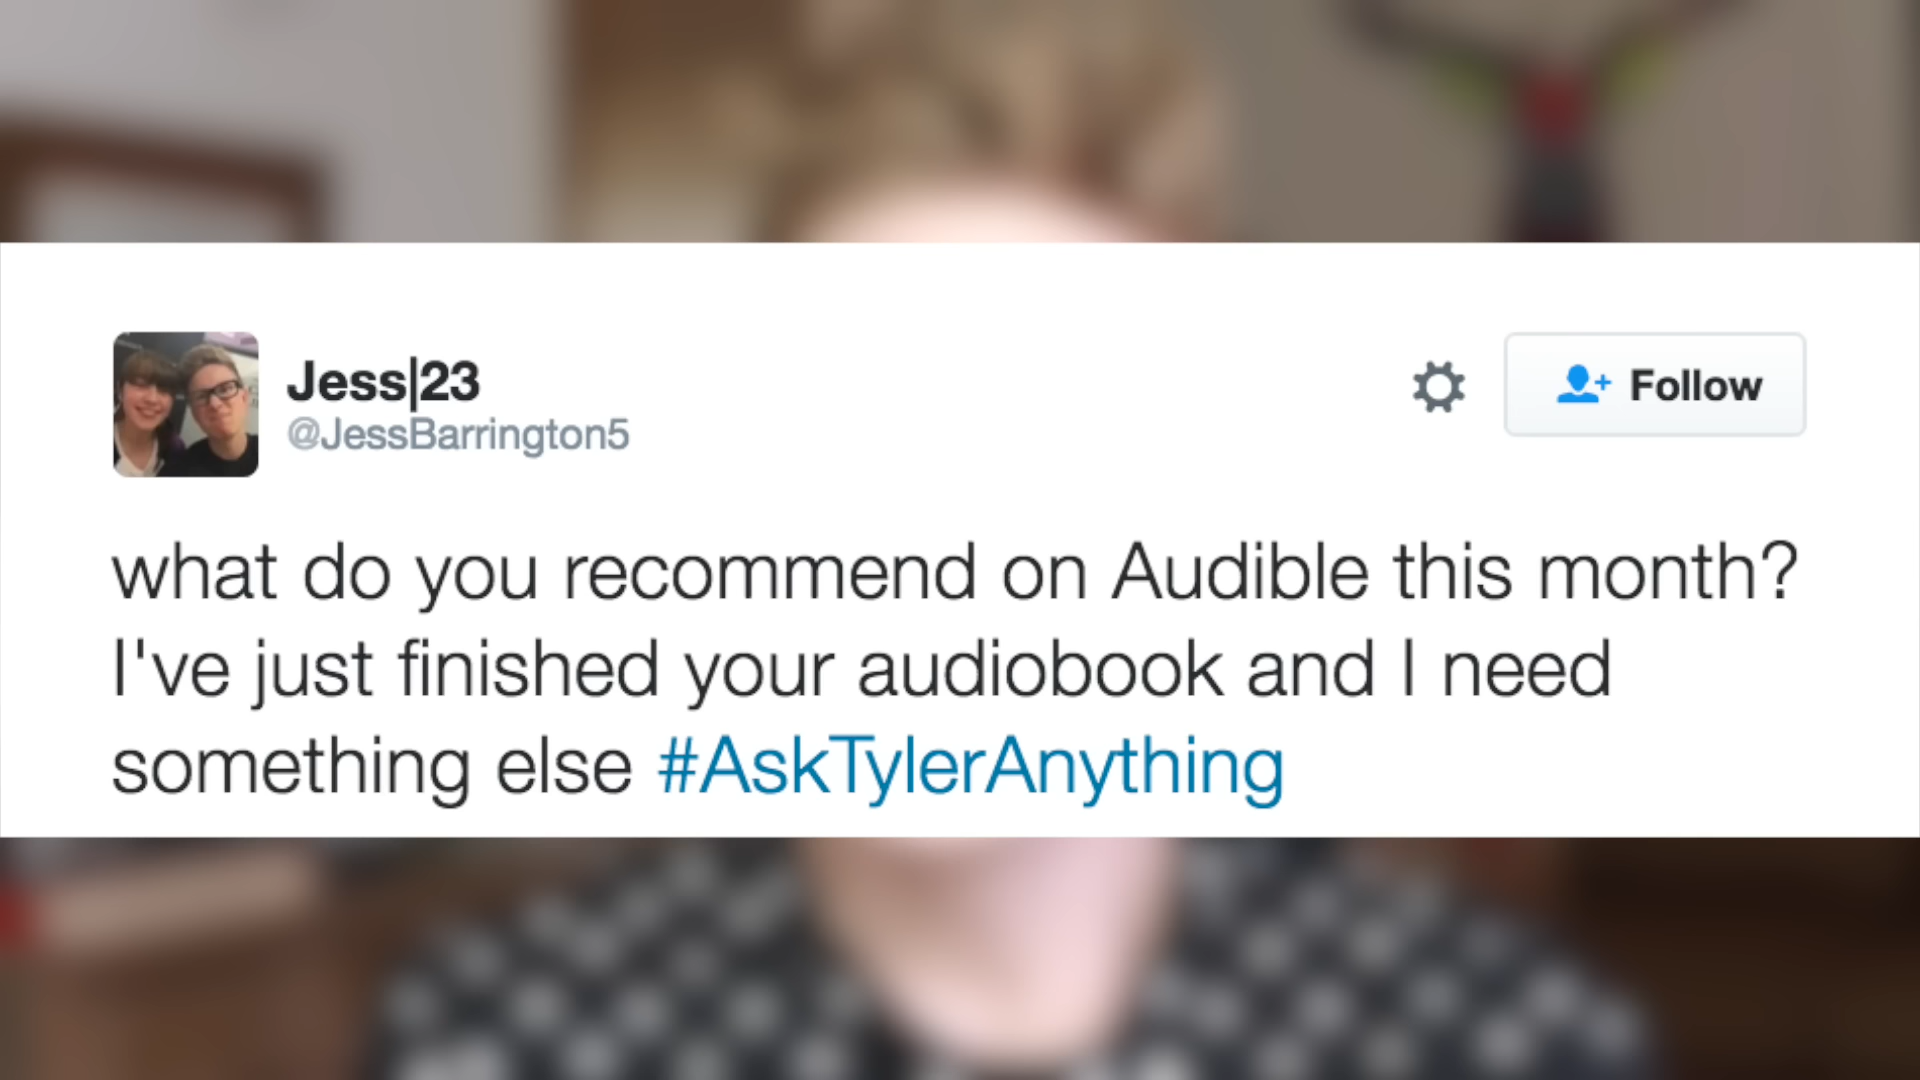 Jess|23
@JessBarrington5
Follow
what do you recommend on Audible this month?
I've just finished your audiobook and I need
something else #AskTylerAnything